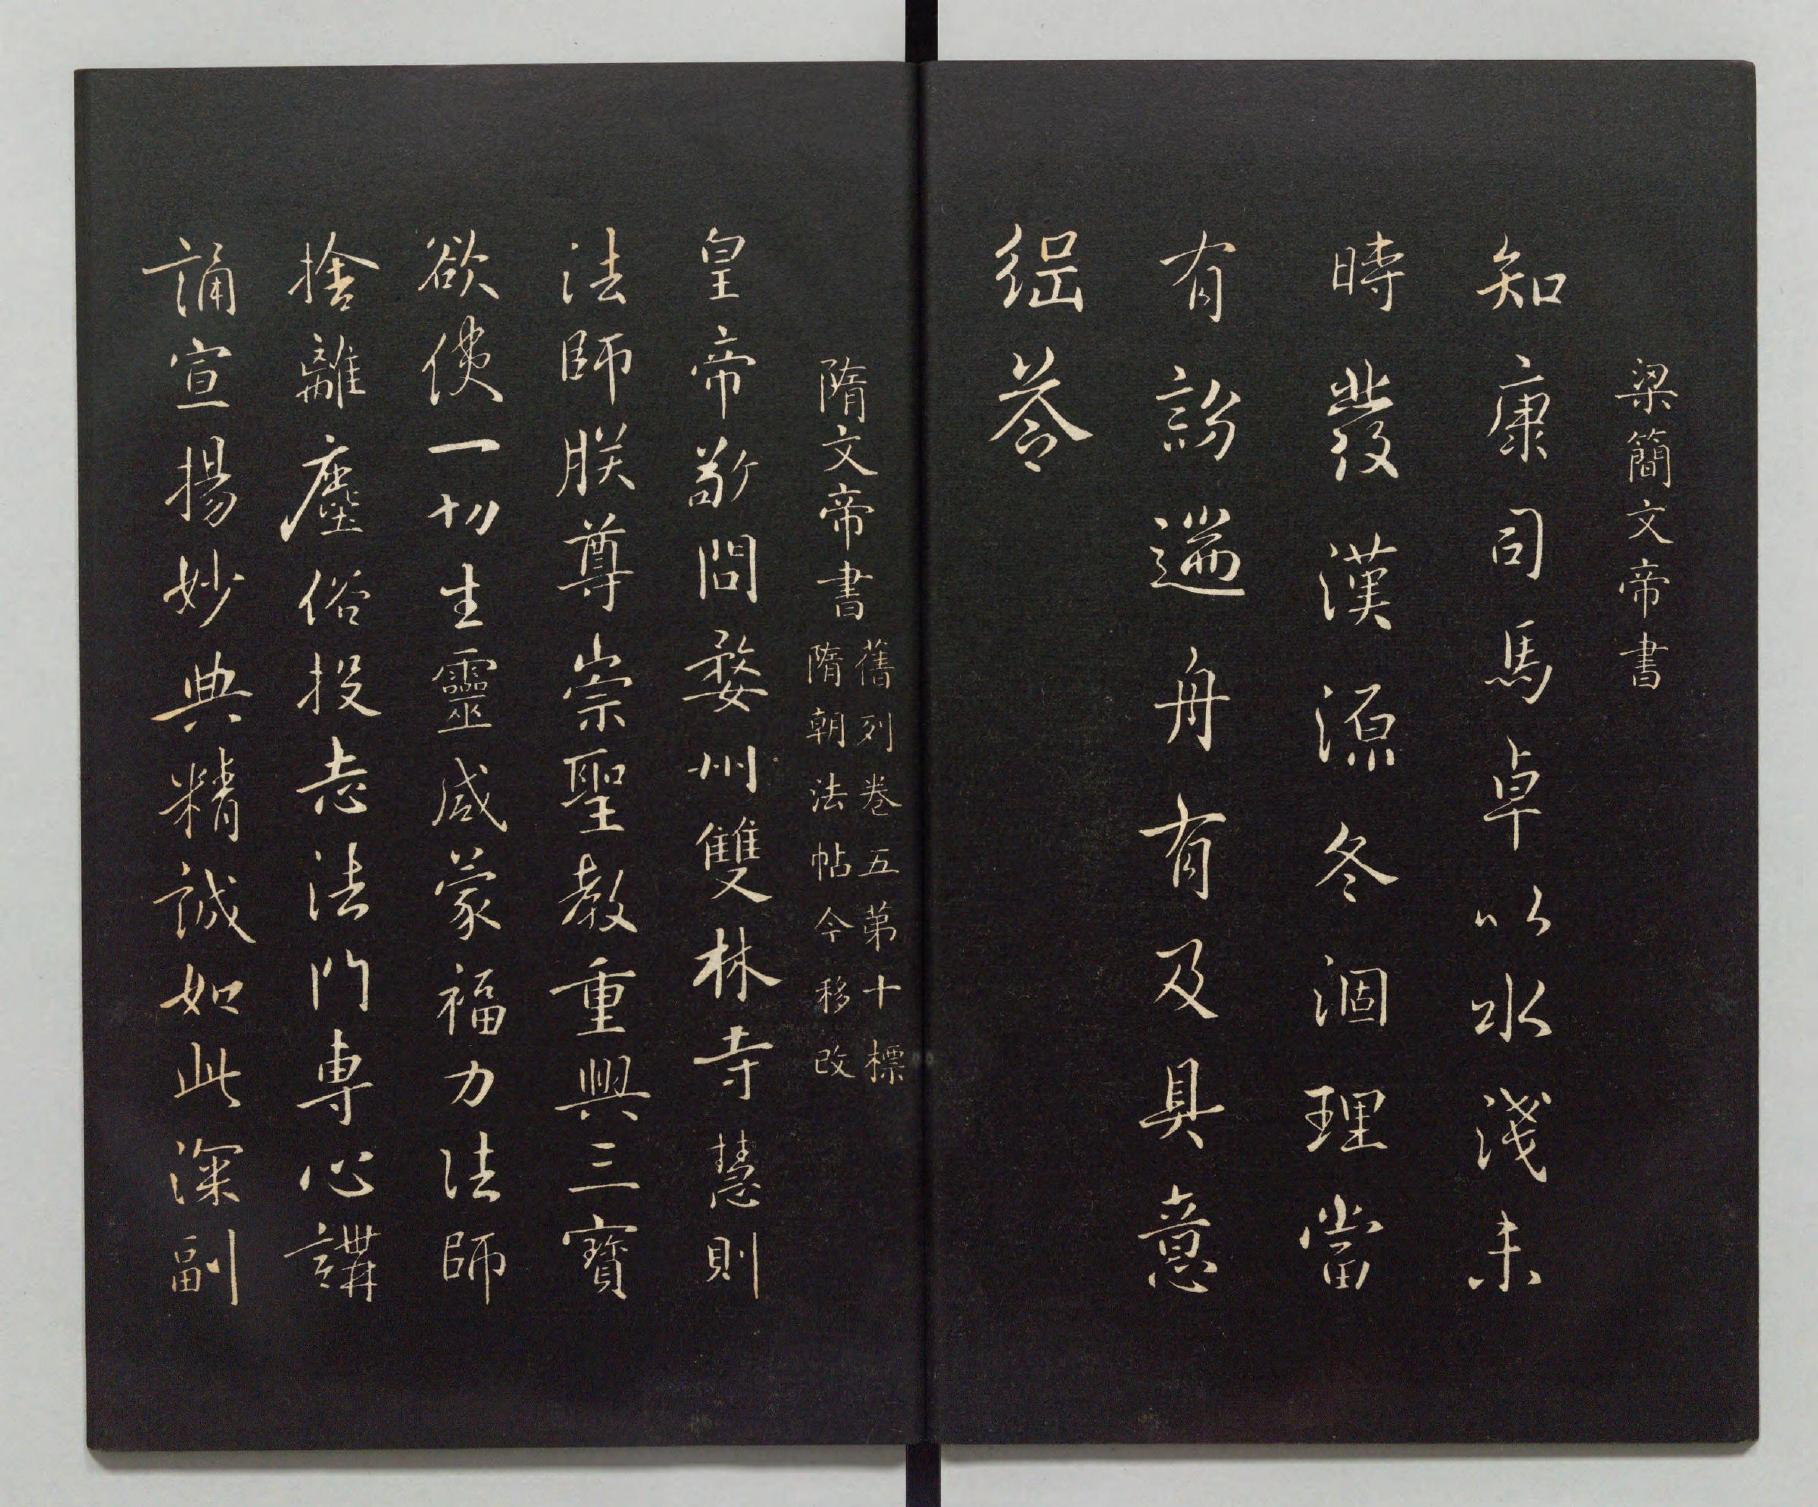 梁簡文帝書
知康司馬卓以水淺未
時發漢源冬涸理當
有訪遄舟有及具意
綎苓
隋文帝書
舊列卷五第十標
隋朝法帖今移改
皇帝敬問婺州雙林寺慧則
法師朕尊崇聖教重興三寶
欲使一切生靈咸蒙福力法師
捨離塵俗投志法門專心講
誦宣揚妙典精誠如此深副